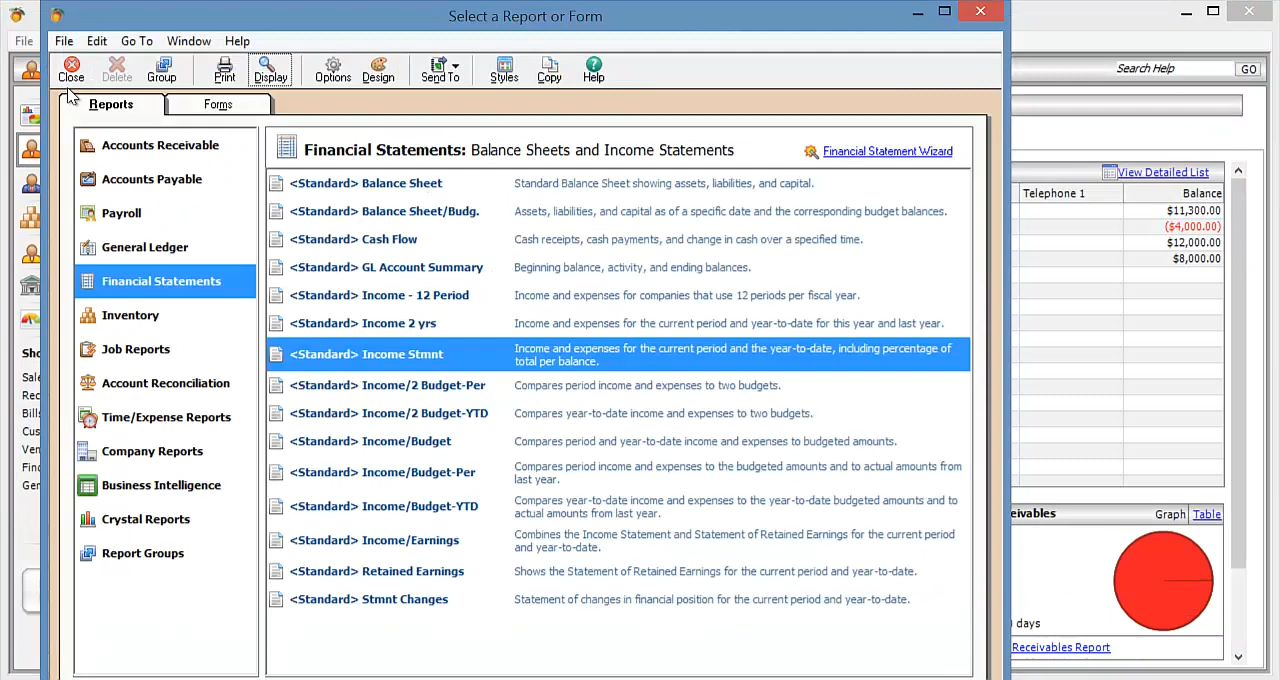 Select a Report or Form
File
File Edit Go To Window Help
Close Delete Group Print Display Options Design Send To Styles Copy Help
Search Help GO
Reports Forms
Accounts Receivable
Accounts Payable
Payroll
General Ledger
Financial Statements
Inventory
Job Reports
Account Reconciliation
Time/Expense Reports
Company Reports
Business Intelligence
Crystal Reports
Report Groups
Financial Statements: Balance Sheets and Income Statements Financial Statement Wizard
<Standard> Balance Sheet Standard Balance Sheet showing assets, liabilities, and capital.
<Standard> Balance Sheet/Budg. Assets, liabilities, and capital as of a specific date and the corresponding budget balances.
<Standard> Cash Flow Cash receipts, cash payments, and change in cash over a specified time.
<Standard> GL Account Summary Beginning balance, activity, and ending balances.
<Standard> Income - 12 Period Income and expenses for companies that use 12 periods per fiscal year.
<Standard> Income 2 yrs Income and expenses for the current period and year-to-date for this year and last year.
<Standard> Income Stmnt Income and expenses for the current period and the year-to-date, including percentage of
total per balance.
<Standard> Income/2 Budget-Per Compares period income and expenses to two budgets.
<Standard> Income/2 Budget-YTD Compares year-to-date income and expenses to two budgets.
<Standard> Income/Budget Compares period and year-to-date income and expenses to budgeted amounts.
<Standard> Income/Budget-Per Compares period income and expenses to the budgeted amounts and to actual amounts from
last year.
<Standard> Income/Budget-YTD Compares year-to-date income and expenses to the year-to-date budgeted amounts and to
actual amounts from last year.
<Standard> Income/Earnings Combines the Income Statement and Statement of Retained Earnings for the current period
and year-to-date.
<Standard> Retained Earnings Shows the Statement of Retained Earnings for the current period and year-to-date.
<Standard> Stmnt Changes Statement of changes in financial position for the current period and year-to-date.
View Detailed List
Telephone 1 Balance
$11,300.00
($4,000.00)
$12,000.00
$8,000.00
eivables Graph Table
days
Receivables Report
Sho
Sale
Rec
Bills
Cus
Ven
Fin
Ger